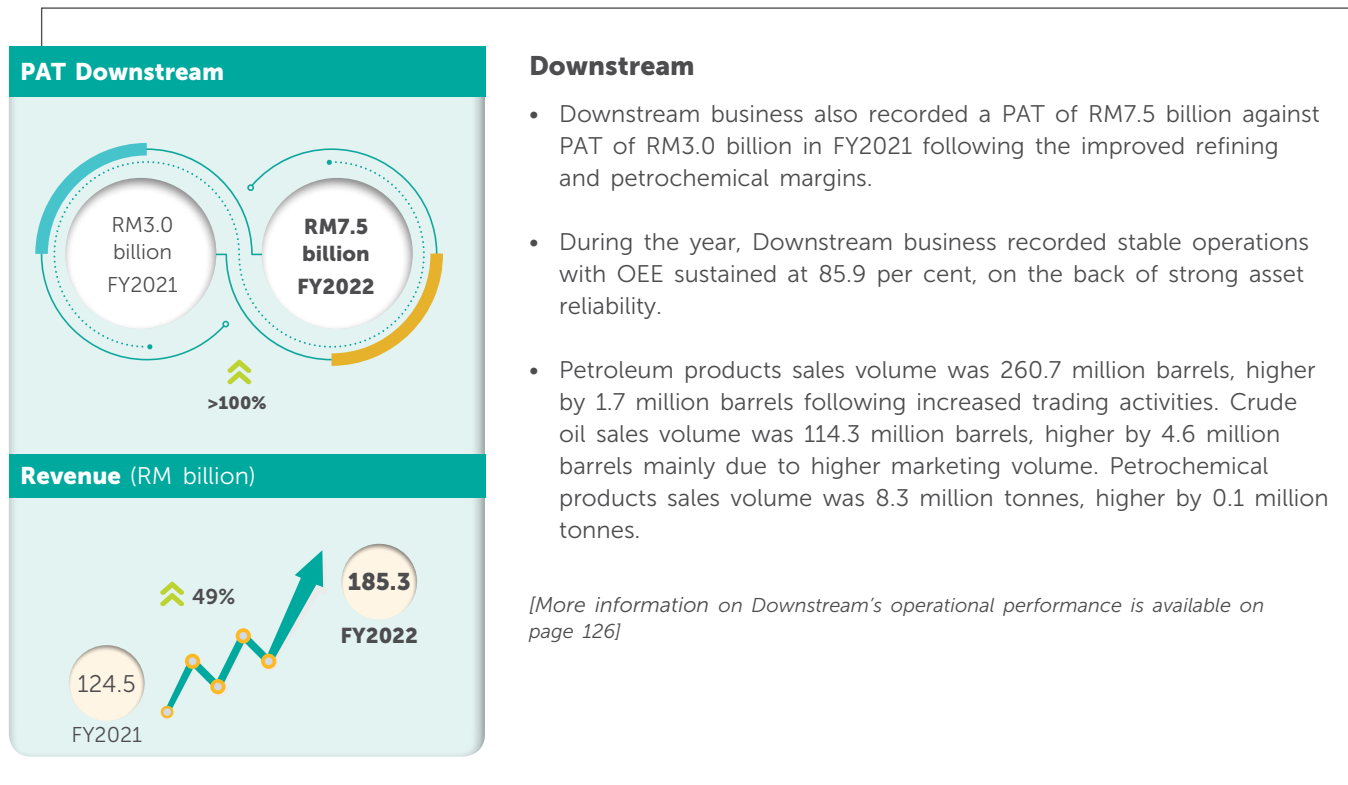 PAT Downstream
RM3.0
billion
FY2021
RM7.5
billion
FY2022
>100%
Revenue (RM billion)
49%
185.3
FY2022
124.5
FY2021
Downstream
• Downstream business also recorded a PAT of RM7.5 billion against
PAT of RM3.0 billion in FY2021 following the improved refining
and petrochemical margins.
• During the year, Downstream business recorded stable operations
with OEE sustained at 85.9 per cent, on the back of strong asset
reliability.
• Petroleum products sales volume was 260.7 million barrels, higher
by 1.7 million barrels following increased trading activities. Crude
oil sales volume was 114.3 million barrels, higher by 4.6 million
barrels mainly due to higher marketing volume. Petrochemical
products sales volume was 8.3 million tonnes, higher by 0.1 million
tonnes.
[More information on Downstream's operational performance is available on
page 126]